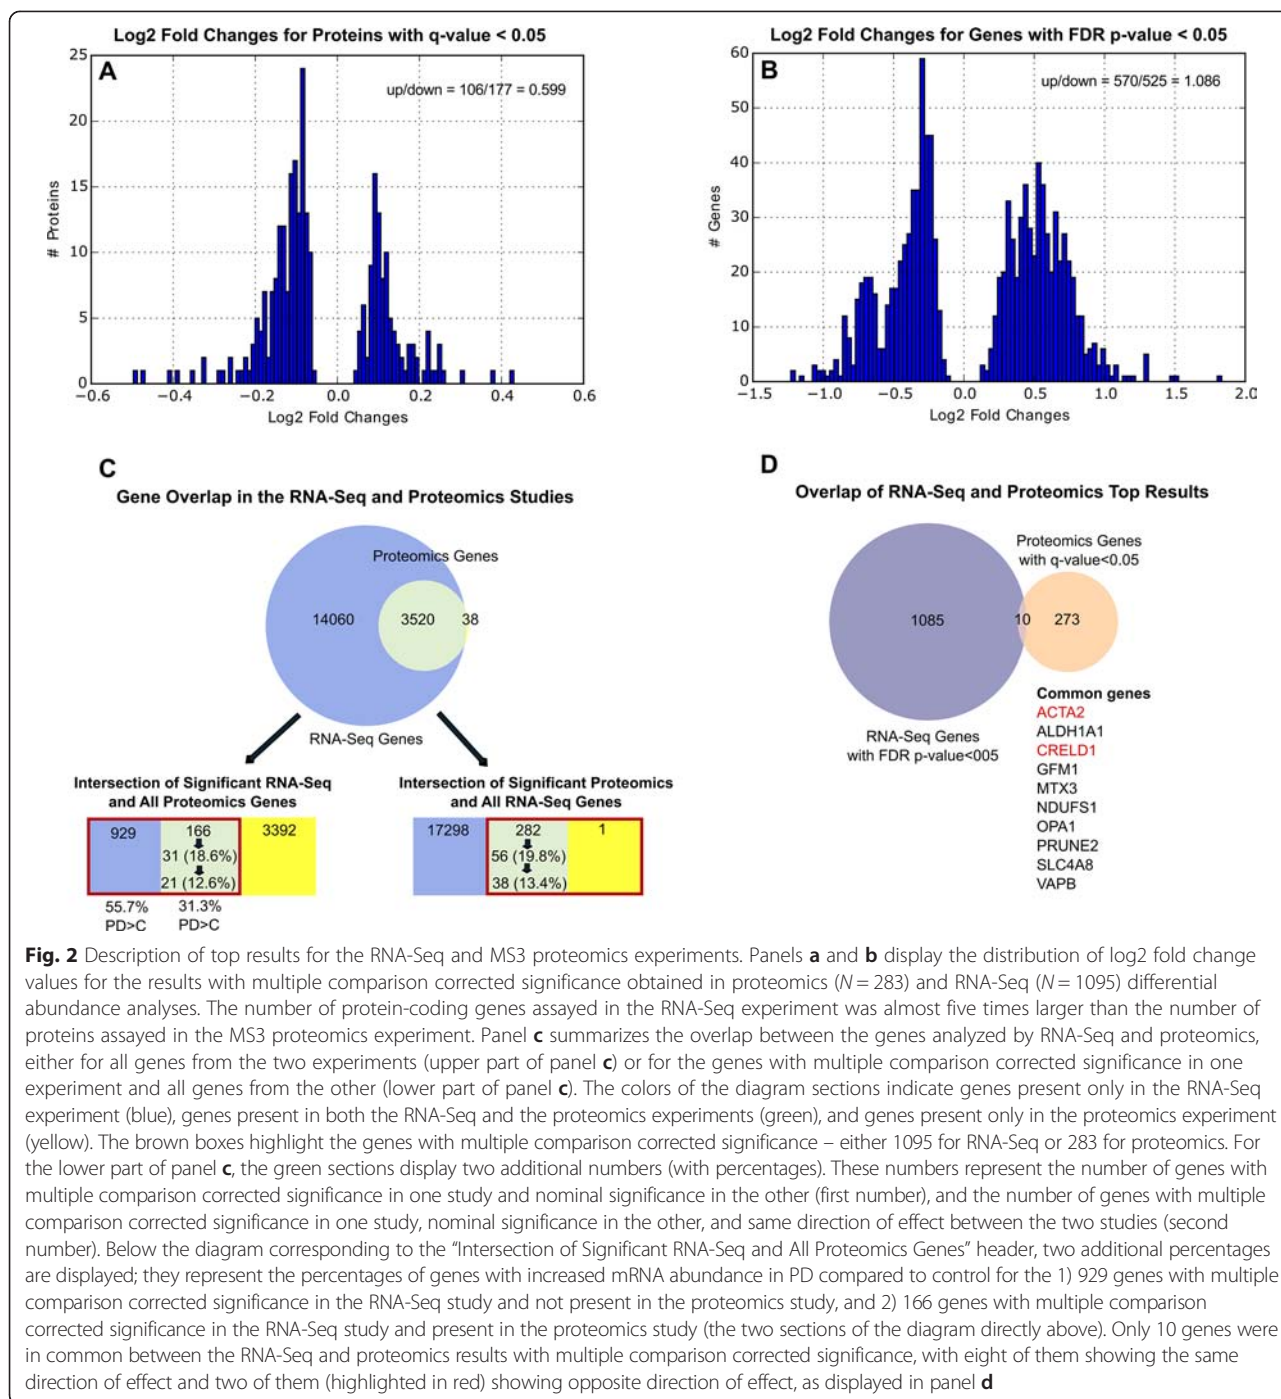 Log2 Fold Changes for Proteins with q-value < 0.05
A
up/down = 106/177 = 0.599
25
20
15
10
5
0
# Proteins
−0.6 −0.4 −0.2 0.0 0.2 0.4 0.6
Log2 Fold Changes
Log2 Fold Changes for Genes with FDR p-value < 0.05
B
up/down = 570/525 = 1.086
60
50
40
30
20
10
0
# Genes
−1.5 −1.0 −0.5 0.0 0.5 1.0 1.5 2.0
Log2 Fold Changes
C
Gene Overlap in the RNA-Seq and Proteomics Studies
Proteomics Genes
14060 3520 38
RNA-Seq Genes
Intersection of Significant RNA-Seq
and All Proteomics Genes
929 166 3392
31 (18.6%)
21 (12.6%)
55.7% 31.3%
PD>C PD>C
Intersection of Significant Proteomics
and All RNA-Seq Genes
17298 282 1
56 (19.8%)
38 (13.4%)
D
Overlap of RNA-Seq and Proteomics Top Results
Proteomics Genes
with q-value<0.05
1085 10 273
RNA-Seq Genes
with FDR p-value<005
Common genes
ACTA2
ALDH1A1
CRELD1
GFM1
MTX3
NDUFS1
OPA1
PRUNE2
SLC4A8
VAPB
Fig. 2 Description of top results for the RNA-Seq and MS3 proteomics experiments. Panels a and b display the distribution of log2 fold change
values for the results with multiple comparison corrected significance obtained in proteomics (N = 283) and RNA-Seq (N = 1095) differential
abundance analyses. The number of protein-coding genes assayed in the RNA-Seq experiment was almost five times larger than the number of
proteins assayed in the MS3 proteomics experiment. Panel c summarizes the overlap between the genes analyzed by RNA-Seq and proteomics,
either for all genes from the two experiments (upper part of panel c) or for the genes with multiple comparison corrected significance in one
experiment and all genes from the other (lower part of panel c). The colors of the diagram sections indicate genes present only in the RNA-Seq
experiment (blue), genes present in both the RNA-Seq and the proteomics experiments (green), and genes present only in the proteomics experiment
(yellow). The brown boxes highlight the genes with multiple comparison corrected significance – either 1095 for RNA-Seq or 283 for proteomics. For
the lower part of panel c, the green sections display two additional numbers (with percentages). These numbers represent the number of genes with
multiple comparison corrected significance in one study and nominal significance in the other (first number), and the number of genes with multiple
comparison corrected significance in one study, nominal significance in the other, and same direction of effect between the two studies (second
number). Below the diagram corresponding to the “Intersection of Significant RNA-Seq and All Proteomics Genes” header, two additional percentages
are displayed; they represent the percentages of genes with increased mRNA abundance in PD compared to control for the 1) 929 genes with multiple
comparison corrected significance in the RNA-Seq study and not present in the proteomics study, and 2) 166 genes with multiple comparison
corrected significance in the RNA-Seq study and present in the proteomics study (the two sections of the diagram directly above). Only 10 genes were
in common between the RNA-Seq and proteomics results with multiple comparison corrected significance, with eight of them showing the same
direction of effect and two of them (highlighted in red) showing opposite direction of effect, as displayed in panel d